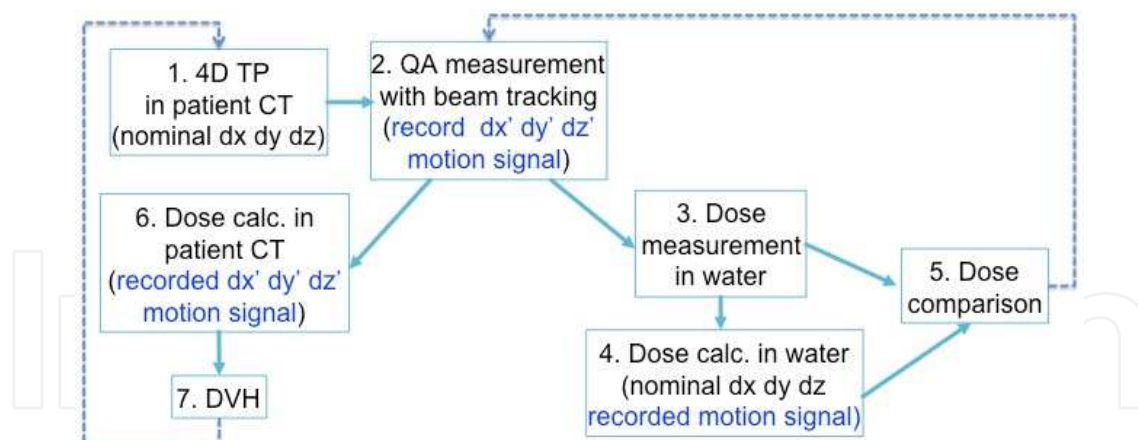 1. 4D TP
in patient CT
(nominal dx dy dz)
2. QA measurement
with beam tracking
(record dx' dy' dz'
motion signal)
3. Dose
measurement
in water
4. Dose calc. in water
(nominal dx dy dz
recorded motion signal)
5. Dose
comparison
6. Dose calc. in
patient CT
(recorded dx' dy' dz'
motion signal)
7. DVH